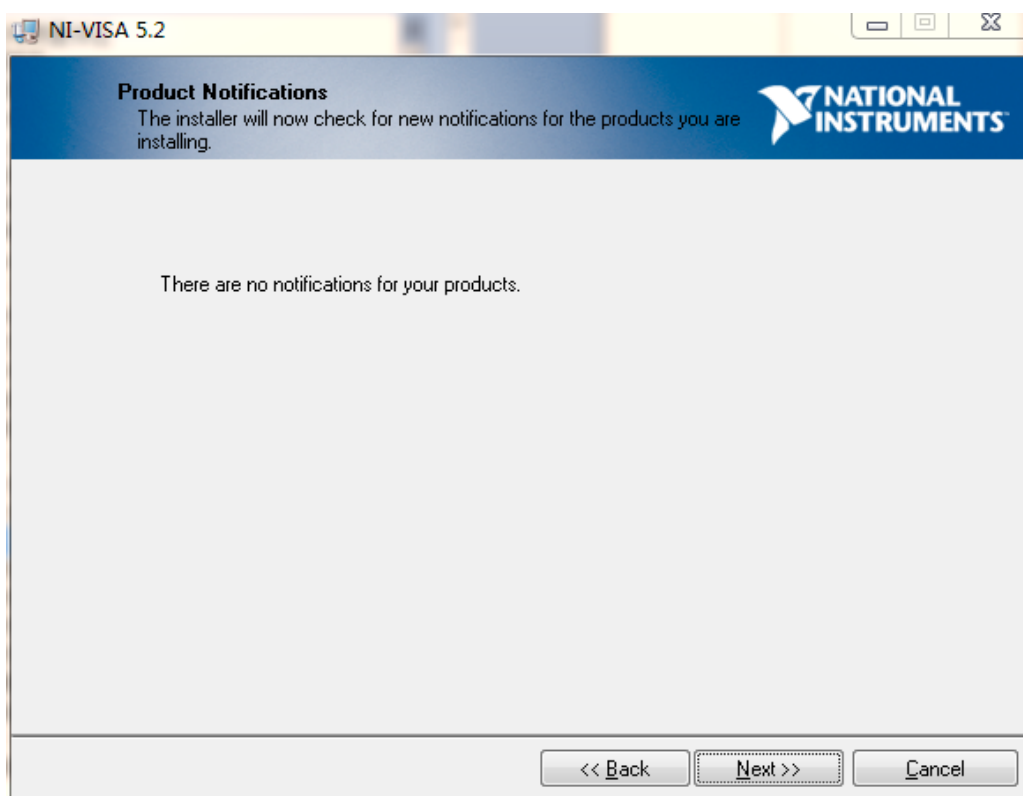 NI-VISA 5.2
Product Notifications
The installer will now check for new notifications for the products you are
installing.
NATIONAL
INSTRUMENTS
There are no notifications for your products.
<< Back
Next >>
Cancel